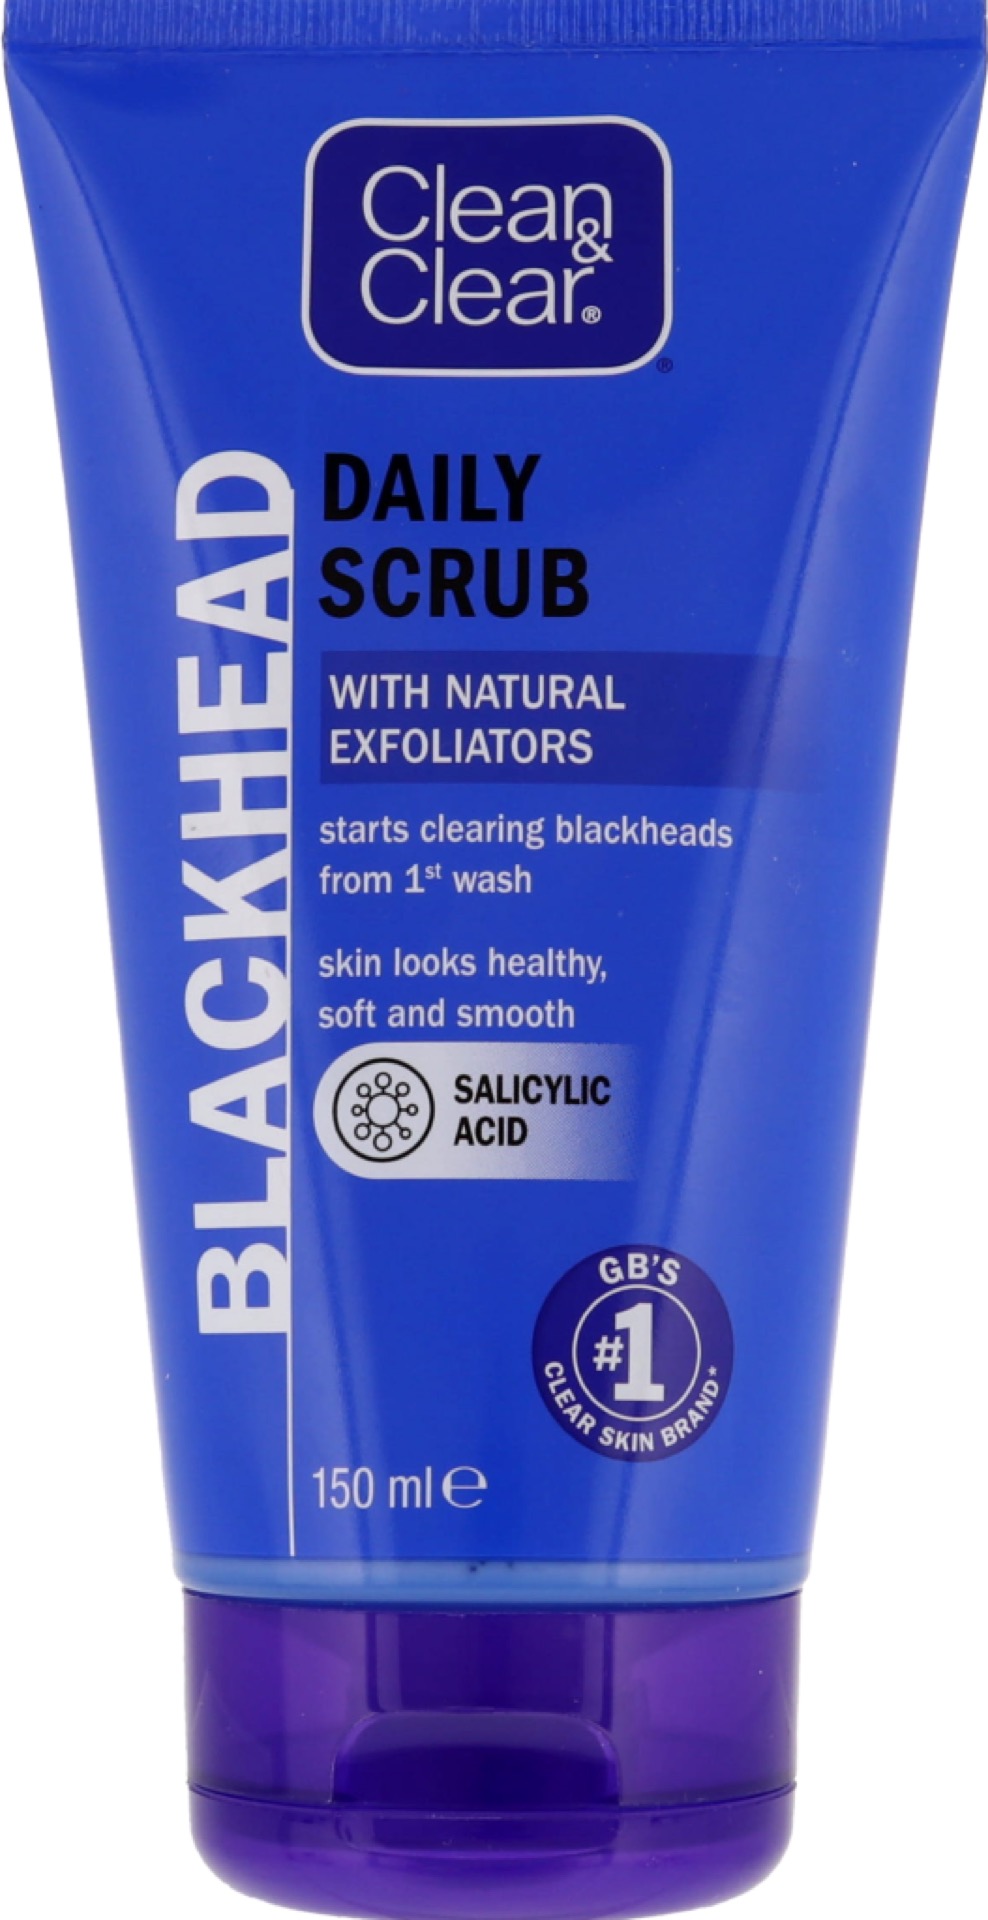 Clean
&
Clear®
®
BLACKHEAD
DAILY
SCRUB
WITH NATURAL
EXFOLIATORS
starts clearing blackheads
from 1st wash
skin looks healthy,
soft and smooth
SALICYLIC
ACID
GB'S
#1
CLEAR SKIN BRAND*
150 ml ℮